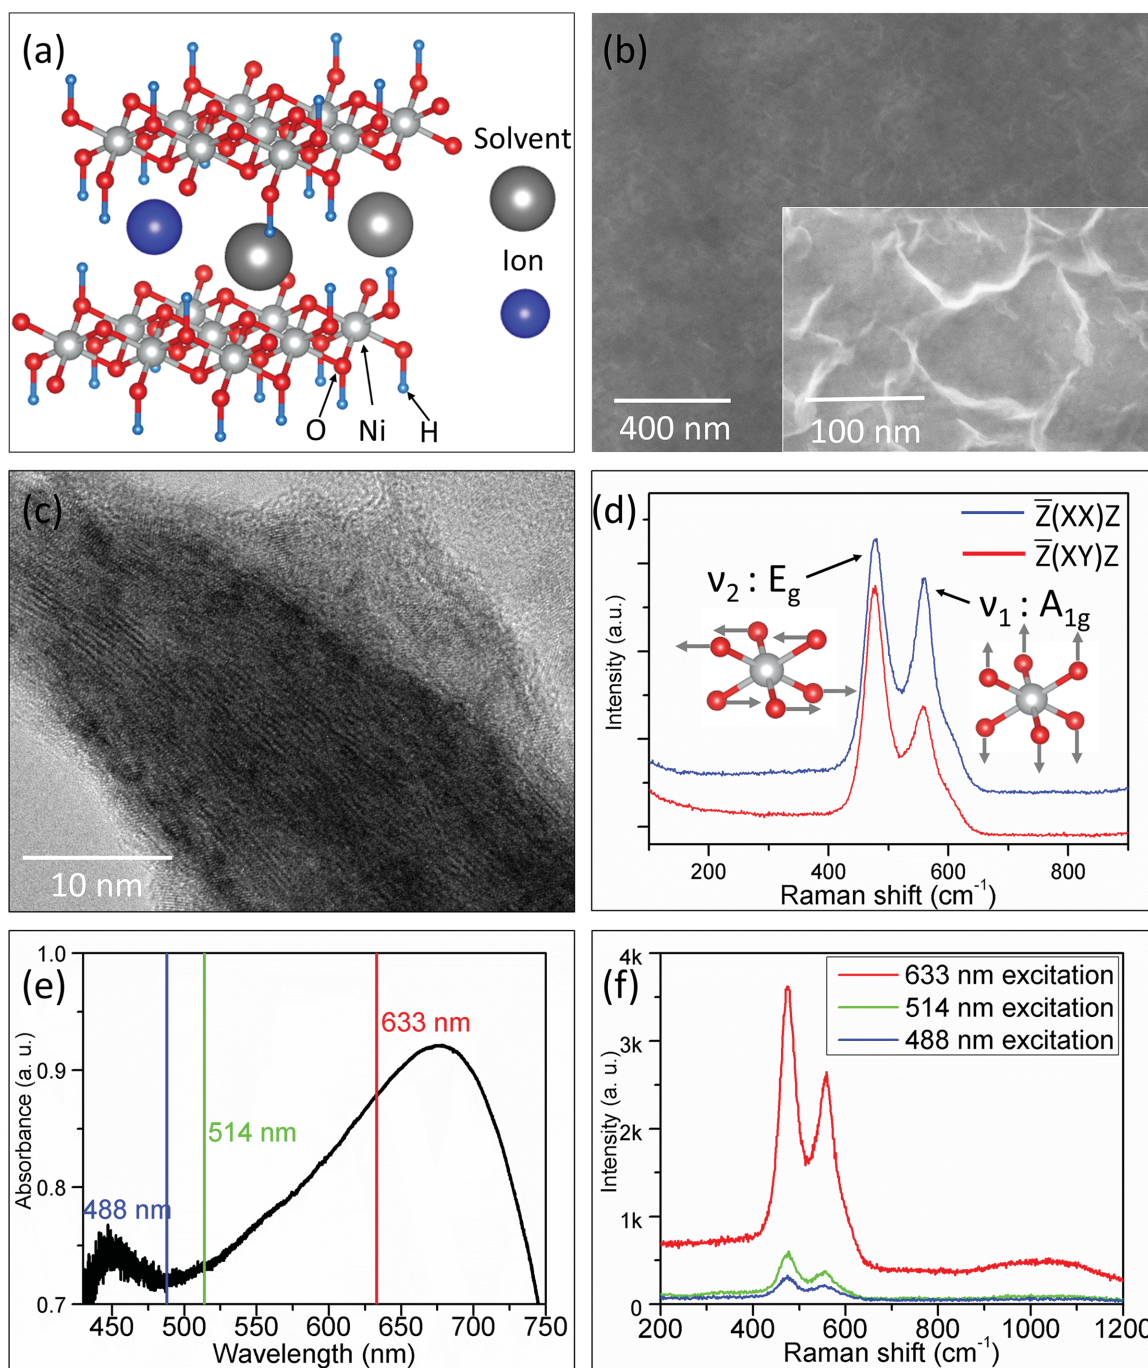 (a)
Solvent
Ion
O Ni H
(b)
400 nm
100 nm
(c)
10 nm
(d)
Z̅(XX)Z
Z̅(XY)Z
ν₂ : E_g
ν₁ : A₁g
Intensity (a.u.)
200 400 600 800
Raman shift (cm⁻¹)
(e)
1.0
0.9
0.8
0.7
633 nm
514 nm
488 nm
Absorbance (a. u.)
450 500 550 600 650 700 750
Wavelength (nm)
(f)
4k
3k
2k
1k
0
633 nm excitation
514 nm excitation
488 nm excitation
Intensity (a. u.)
200 400 600 800 1000 1200
Raman shift (cm⁻¹)